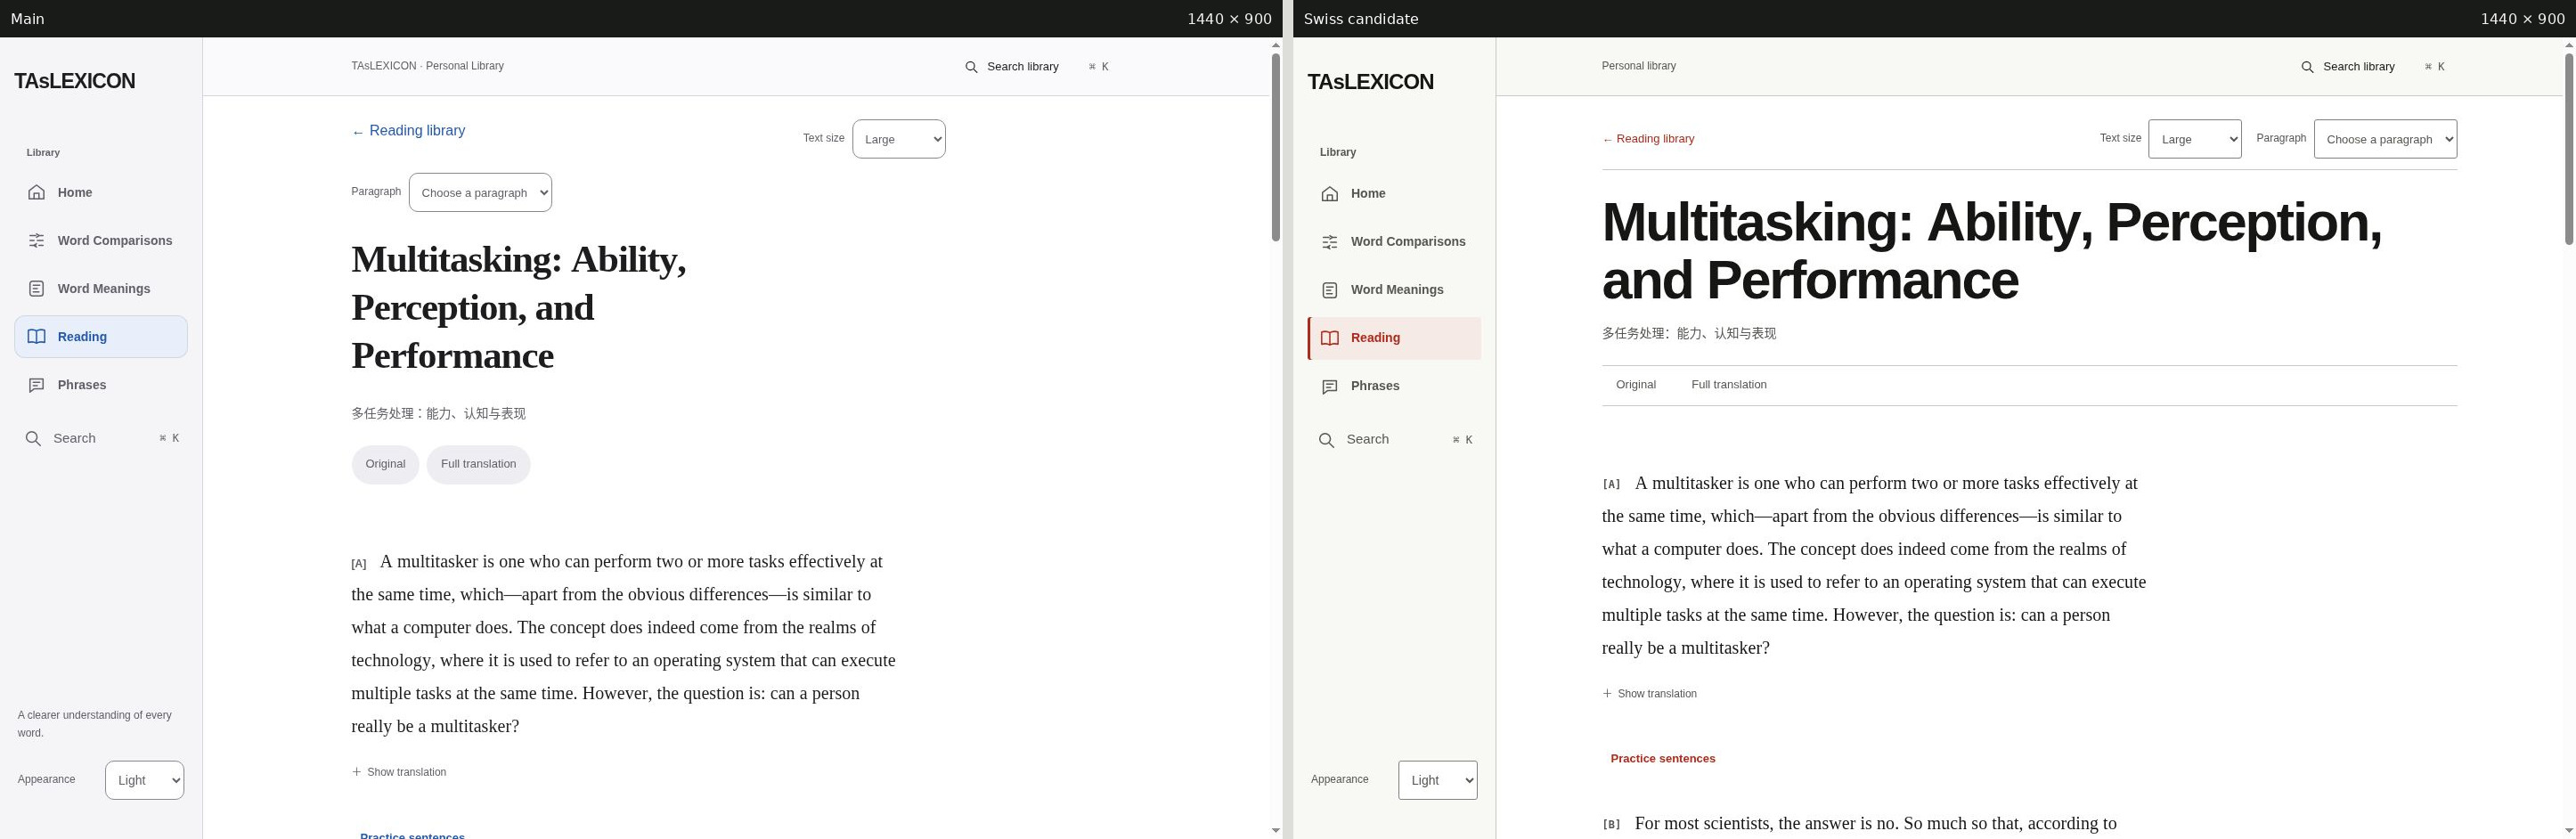 Main
1440 × 900
TAsLEXICON
Library
Home
Word Comparisons
Word Meanings
Reading
Phrases
Search ⌘ K
A clearer understanding of every
word.
Appearance Light
TAsLEXICON · Personal Library
Search library ⌘ K
← Reading library
Text size Large
Paragraph Choose a paragraph
Multitasking: Ability,
Perception, and
Performance
多任务处理：能力、认知与表现
Original Full translation
[A] A multitasker is one who can perform two or more tasks effectively at
the same time, which—apart from the obvious differences—is similar to
what a computer does. The concept does indeed come from the realms of
technology, where it is used to refer to an operating system that can execute
multiple tasks at the same time. However, the question is: can a person
really be a multitasker?
+ Show translation
Practice sentences
Swiss candidate
1440 × 900
TAsLEXICON
Library
Home
Word Comparisons
Word Meanings
Reading
Phrases
Search ⌘ K
Appearance Light
Personal library
Search library ⌘ K
← Reading library
Text size Large Paragraph Choose a paragraph
Multitasking: Ability, Perception,
and Performance
多任务处理：能力、认知与表现
Original Full translation
[A] A multitasker is one who can perform two or more tasks effectively at
the same time, which—apart from the obvious differences—is similar to
what a computer does. The concept does indeed come from the realms of
technology, where it is used to refer to an operating system that can execute
multiple tasks at the same time. However, the question is: can a person
really be a multitasker?
+ Show translation
Practice sentences
[B] For most scientists, the answer is no. So much so that, according to